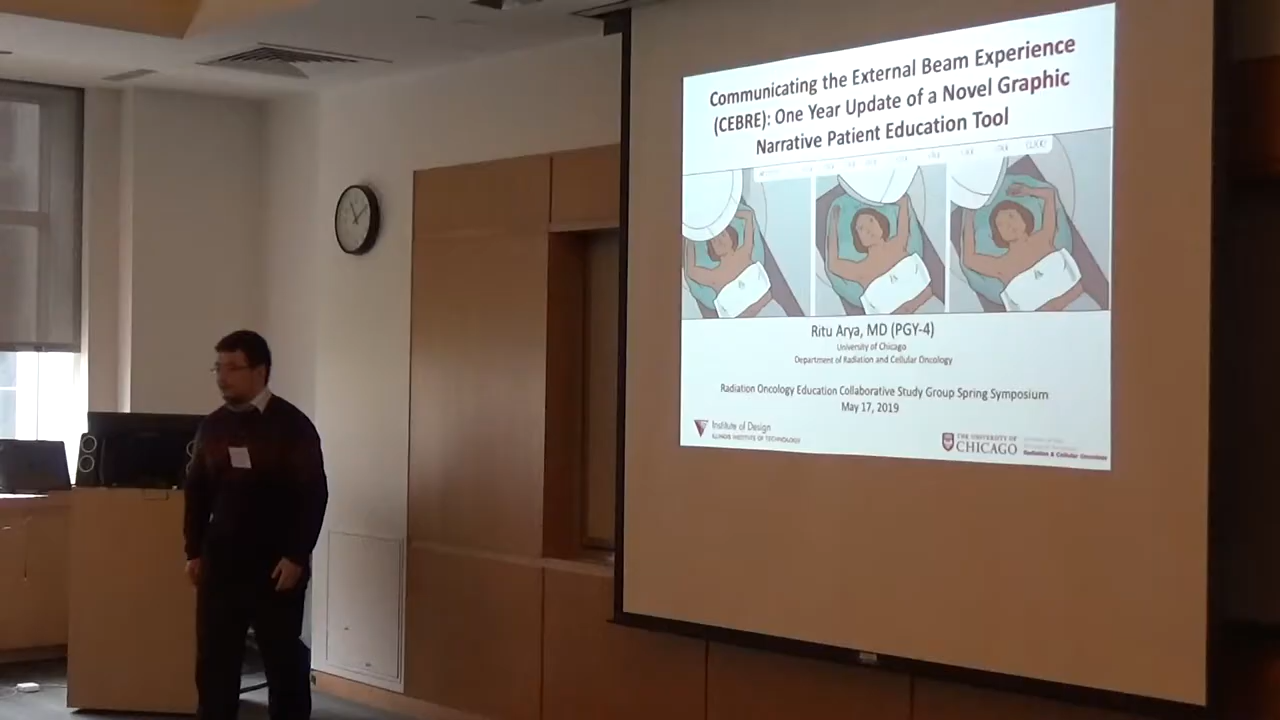 Communicating the External Beam Experience
(CEBRE): One Year Update of a Novel Graphic
Narrative Patient Education Tool
Ritu Arya, MD (PGY-4)
University of Chicago
Department of Radiation and Cellular Oncology
Radiation Oncology Education Collaborative Study Group Spring Symposium
May 17, 2019
Institute of Design
ILLINOIS INSTITUTE OF TECHNOLOGY
THE UNIVERSITY OF
CHICAGO
Radiation & Cellular Oncology